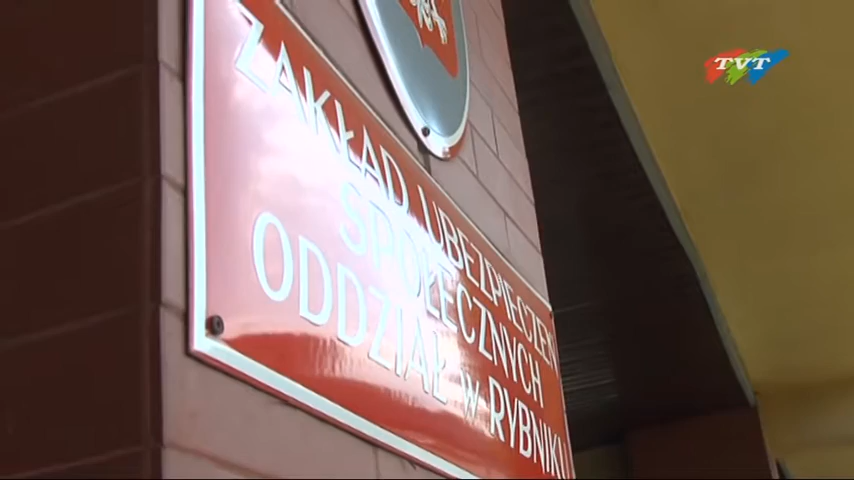 TVT
ZAKŁAD UBEZPIECZEŃ
SPOŁECZNYCH
ODDZIAŁ W RYBNIKU